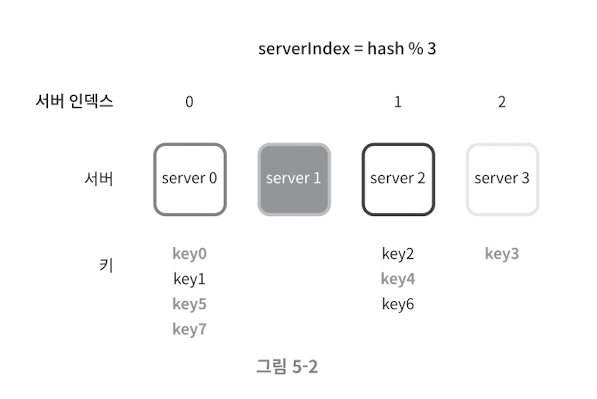 serverIndex = hash % 3
서버 인덱스 0 1 2
서버 server 0 server 1 server 2 server 3
키 key0 key2 key3
key1 key4
key5 key6
key7
그림 5-2